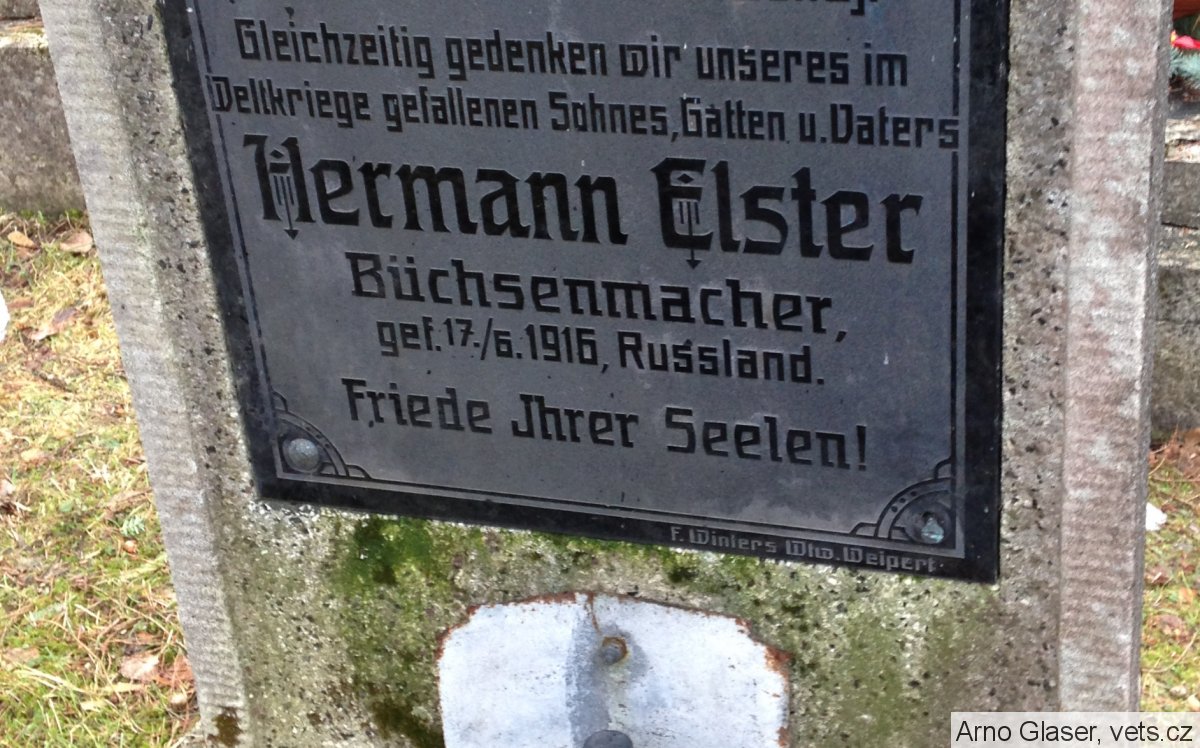 Gleichzeitig gedenken wir unseres im
Weltkriege gefallenen Sohnes, Gatten u. Vaters
Hermann Elster
Büchsenmacher,
gef. 17./6. 1916, Russland.
Friede Jhrer Seelen!
F. Winters Wtw. Weipert.
Arno Glaser, vets.cz